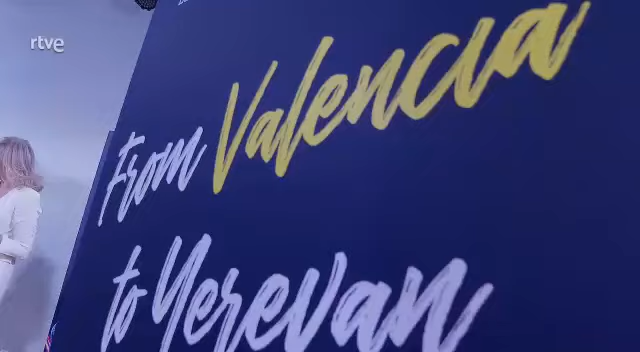 rtve
From Valencia
to Yerevan